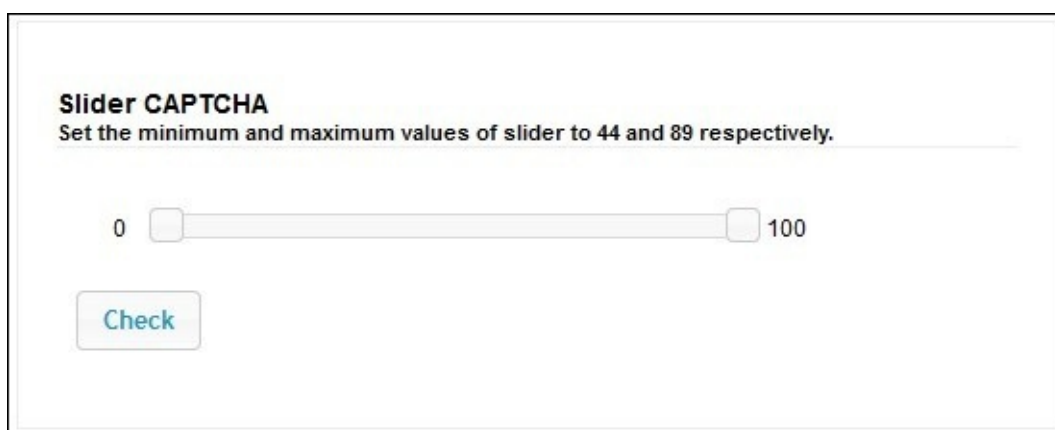 Slider CAPTCHA
Set the minimum and maximum values of slider to 44 and 89 respectively.
0 100
Check